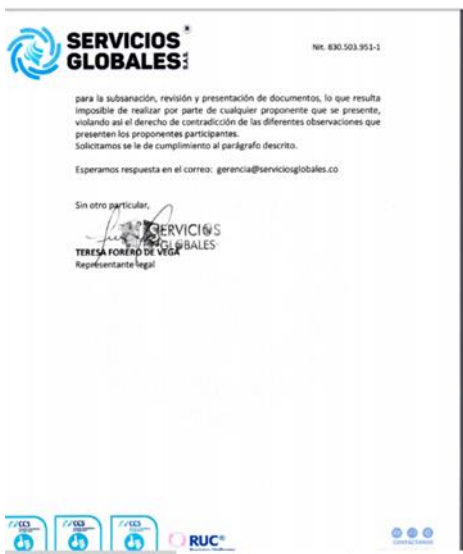 SERVICIOS
GLOBALES S.A.S.
Nit. 830.503.951-1
para la subsanación, revisión y presentación de documentos, lo que resulta
imposible de realizar por parte de cualquier proponente que se presente,
violando así el derecho de contradicción de las diferentes observaciones que
presenten los proponentes participantes.
Solicitamos se le de cumplimiento al parágrafo descrito.
Esperamos respuesta en el correo: gerencia@serviciosglobales.co
Sin otro particular,
SERVICIOS
GLOBALES
TERESA FORERO DE VEGA
Representante legal
CCS CCS CCS
RUC®